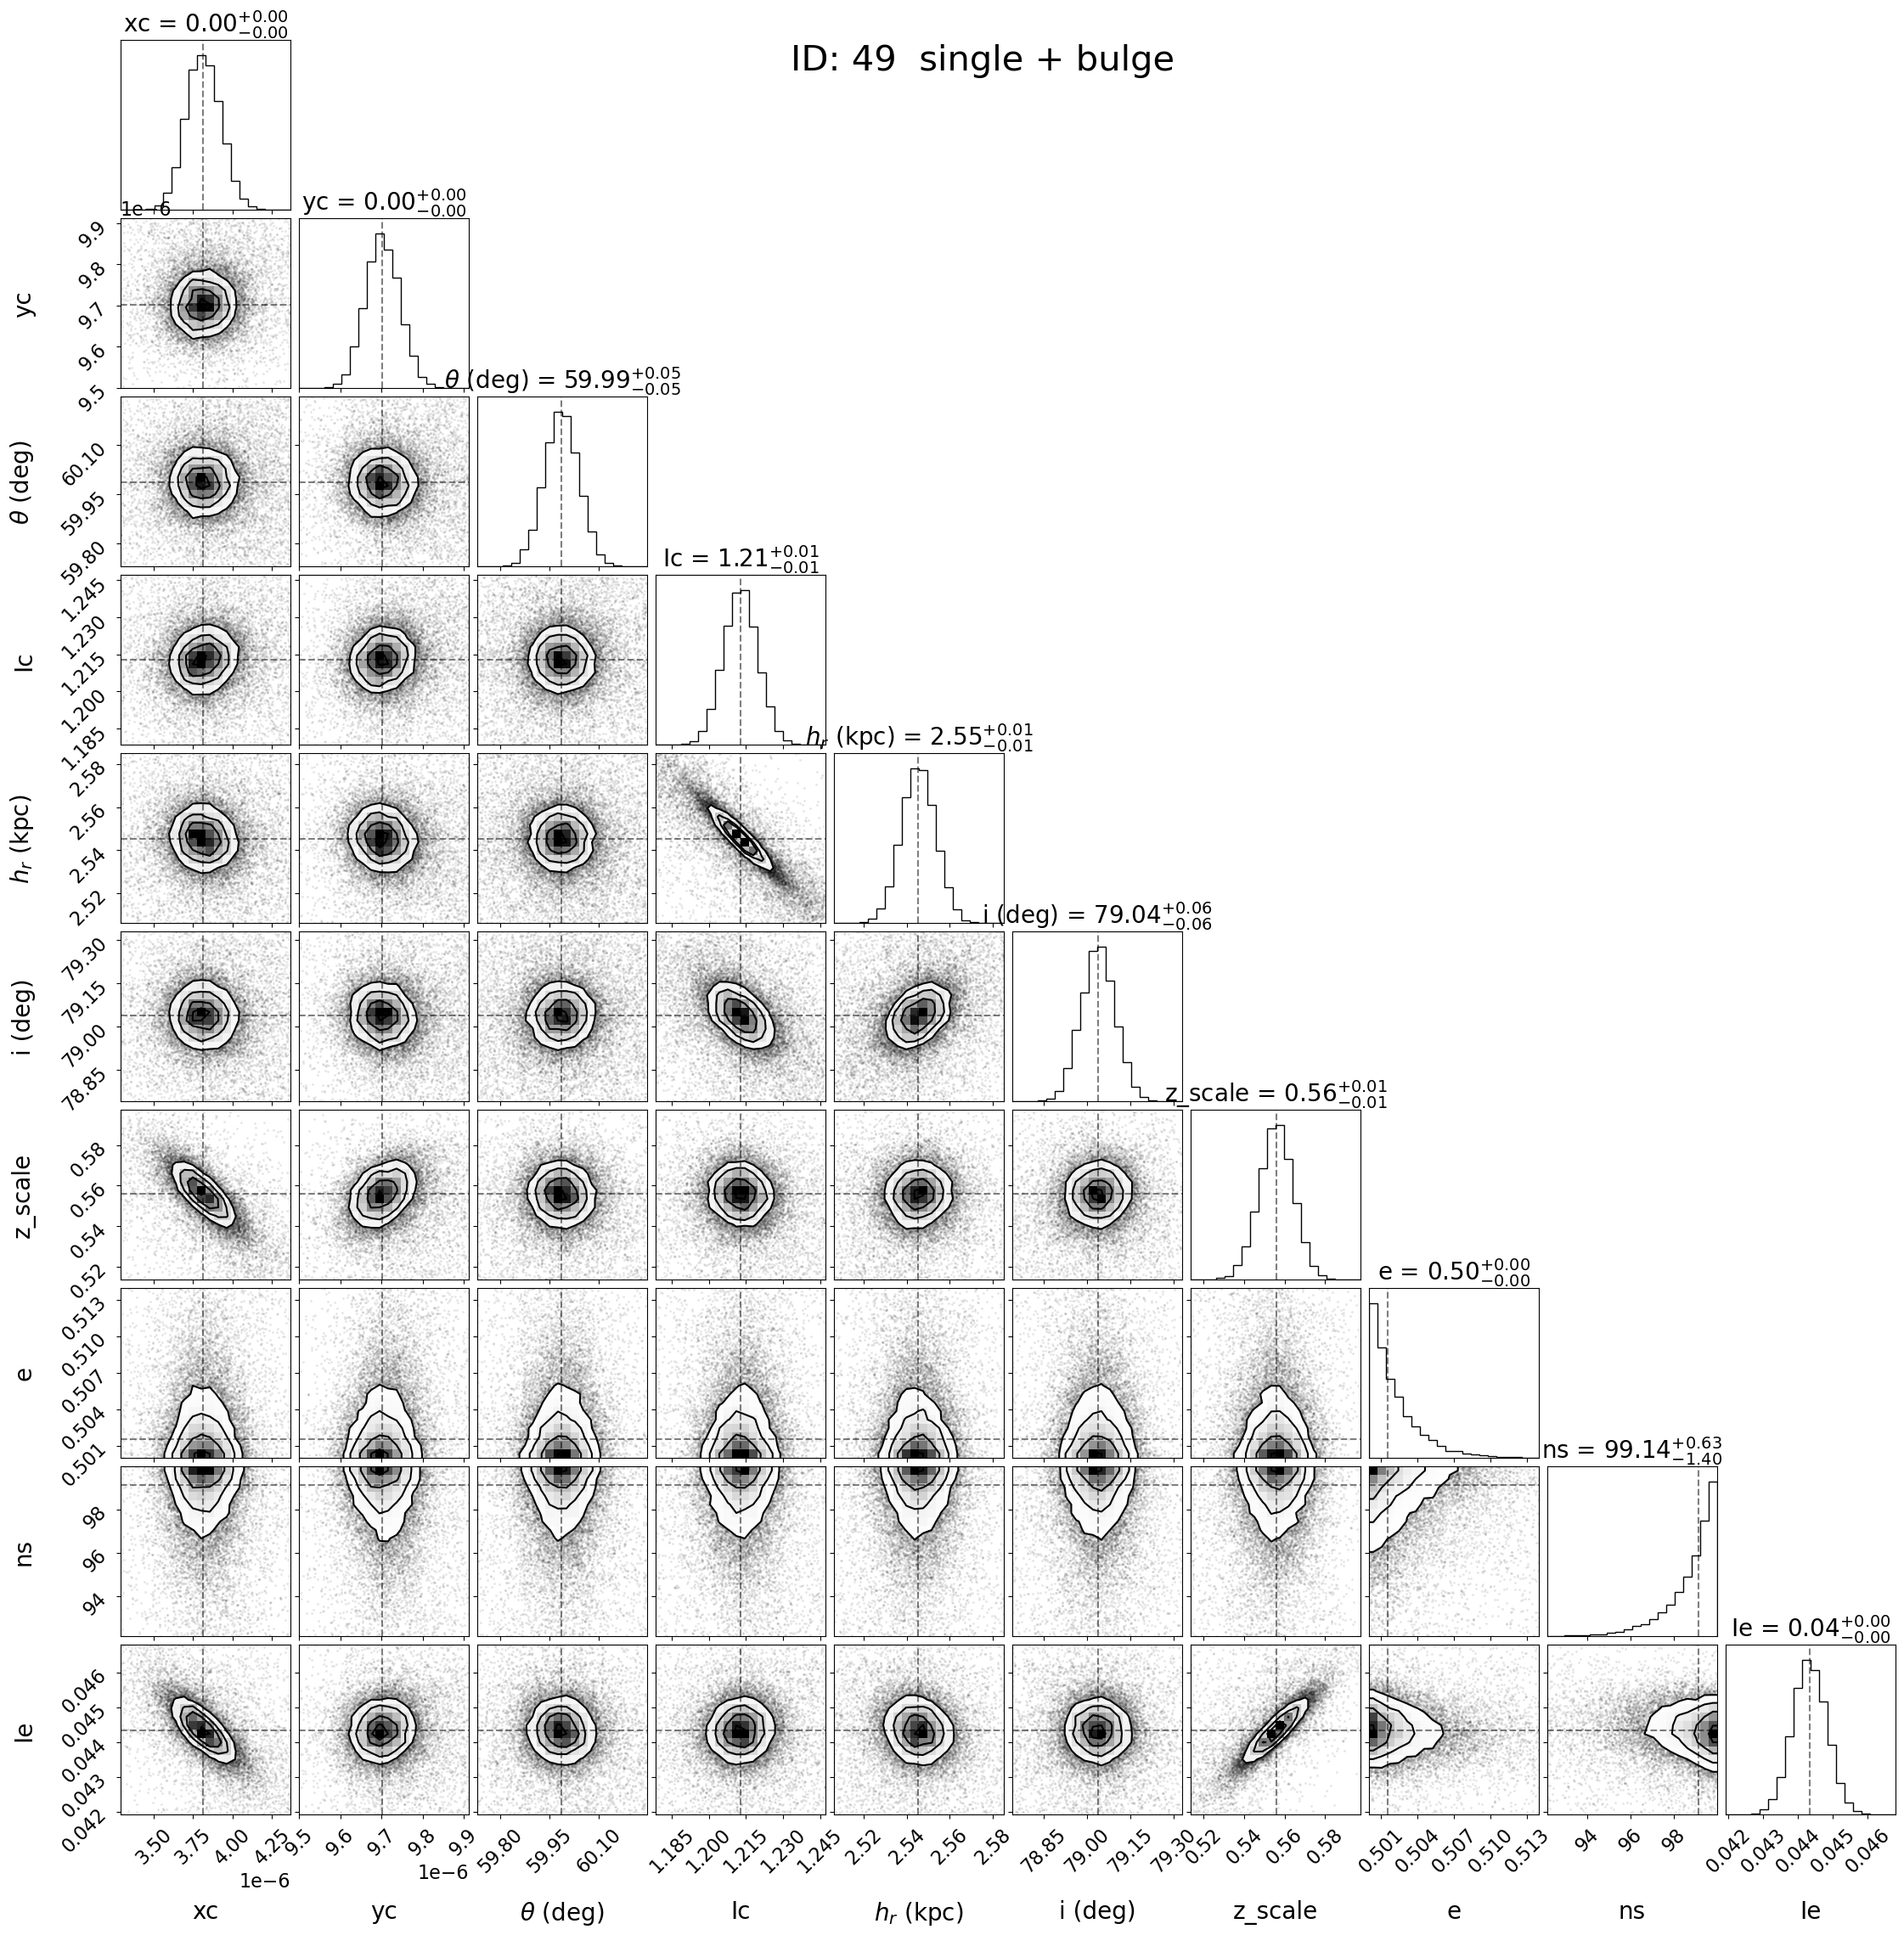 ID: 49  single + bulge
xc = 0.00+0.00−0.00
1e−6
yc = 0.00+0.00−0.00
9.9
9.8
9.7
9.6
9.5
yc
θ (deg) = 59.99+0.05−0.05
60.10
59.95
59.80
θ (deg)
Ic = 1.21+0.01−0.01
1.245
1.230
1.215
1.200
1.185
Ic
hr (kpc) = 2.55+0.01−0.01
2.58
2.56
2.54
2.52
hr (kpc)
i (deg) = 79.04+0.06−0.06
79.30
79.15
79.00
78.85
i (deg)
z_scale = 0.56+0.01−0.01
0.58
0.56
0.54
0.52
z_scale
e = 0.50+0.00−0.00
0.513
0.510
0.507
0.504
0.501
e
ns = 99.14+0.63−1.40
98
96
94
ns
Ie = 0.04+0.00−0.00
0.046
0.045
0.044
0.043
0.042
Ie
3.50 3.75 4.00 4.25
1e−6
9.5 9.6 9.7 9.8 9.9
1e−6
59.80 59.95 60.10
1.185 1.200 1.215 1.230 1.245
2.52 2.54 2.56 2.58
78.85 79.00 79.15 79.30
0.52 0.54 0.56 0.58
0.501 0.504 0.507 0.510 0.513
94 96 98
0.042 0.043 0.044 0.045 0.046
xc yc θ (deg) Ic hr (kpc) i (deg) z_scale e ns Ie